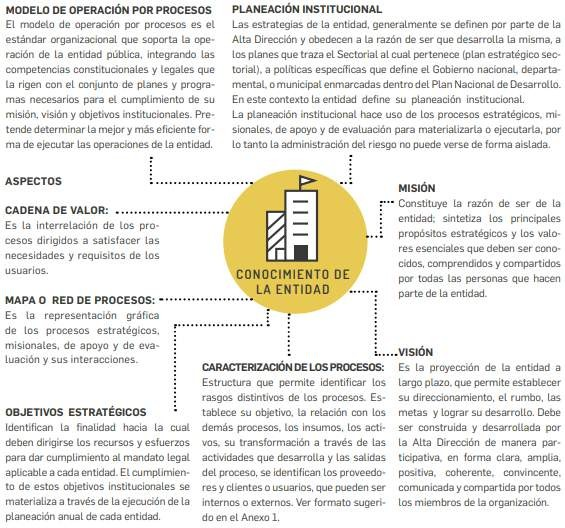 MODELO DE OPERACIÓN POR PROCESOS
El modelo de operación por procesos es el
estándar organizacional que soporta la ope-
ración de la entidad pública, integrando las
competencias constitucionales y legales que
la rigen con el conjunto de planes y progra-
mas necesarios para el cumplimiento de su
misión, visión y objetivos institucionales. Pre-
tende determinar la mejor y más eficiente for-
ma de ejecutar las operaciones de la entidad.
PLANEACIÓN INSTITUCIONAL
Las estrategias de la entidad, generalmente se definen por parte de la
Alta Dirección y obedecen a la razón de ser que desarrolla la misma, a
los planes que traza el Sectorial al cual pertenece (plan estratégico sec-
torial), a políticas específicas que define el Gobierno nacional, departa-
mental, o municipal enmarcadas dentro del Plan Nacional de Desarrollo.
En este contexto la entidad define su planeación institucional.
La planeación institucional hace uso de los procesos estratégicos, mi-
sionales, de apoyo y de evaluación para materializarla o ejecutarla, por
lo tanto la administración del riesgo no puede verse de forma aislada.
ASPECTOS
CADENA DE VALOR:
Es la interrelación de los pro-
cesos dirigidos a satisfacer las
necesidades y requisitos de los
usuarios.
MAPA O RED DE PROCESOS:
Es la representación gráfica
de los procesos estratégicos,
misionales, de apoyo y de eva-
luación y sus interacciones.
OBJETIVOS ESTRATÉGICOS
Identifican la finalidad hacia la cual
deben dirigirse los recursos y esfuerzos
para dar cumplimiento al mandato legal
aplicable a cada entidad. El cumplimien-
to de estos objetivos institucionales se
materializa a través de la ejecución de la
planeación anual de cada entidad.
CONOCIMIENTO DE
LA ENTIDAD
CARACTERIZACIÓN DE LOS PROCESOS:
Estructura que permite identificar los
rasgos distintivos de los procesos. Es-
tablece su objetivo, la relación con los
demás procesos, los insumos, los acti-
vos, su transformación a través de las
actividades que desarrolla y las salidas
del proceso, se identifican los proveedo-
res y clientes o usuarios, que pueden ser
internos o externos. Ver formato sugeri-
do en el Anexo 1.
MISIÓN
Constituye la razón de ser de la
entidad; sintetiza los principales
propósitos estratégicos y los valo-
res esenciales que deben ser cono-
cidos, comprendidos y compartidos
por todas las personas que hacen
parte de la entidad.
VISIÓN
Es la proyección de la entidad a
largo plazo, que permite establecer
su direccionamiento, el rumbo, las
metas y lograr su desarrollo. Debe
ser construida y desarrollada por
la Alta Dirección de manera par-
ticipativa, en forma clara, amplia,
positiva, coherente, convincente,
comunicada y compartida por todos
los miembros de la organización.